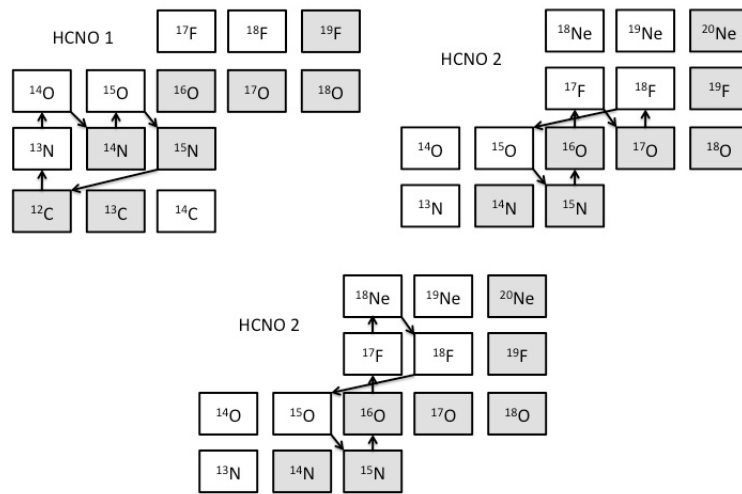 HCNO 1
¹⁷F ¹⁸F ¹⁹F
¹⁴O ¹⁵O ¹⁶O ¹⁷O ¹⁸O
¹³N ¹⁴N ¹⁵N
¹²C ¹³C ¹⁴C
HCNO 2
¹⁸Ne ¹⁹Ne ²⁰Ne
¹⁷F ¹⁸F ¹⁹F
¹⁴O ¹⁵O ¹⁶O ¹⁷O ¹⁸O
¹³N ¹⁴N ¹⁵N
HCNO 2
¹⁸Ne ¹⁹Ne ²⁰Ne
¹⁷F ¹⁸F ¹⁹F
¹⁴O ¹⁵O ¹⁶O ¹⁷O ¹⁸O
¹³N ¹⁴N ¹⁵N